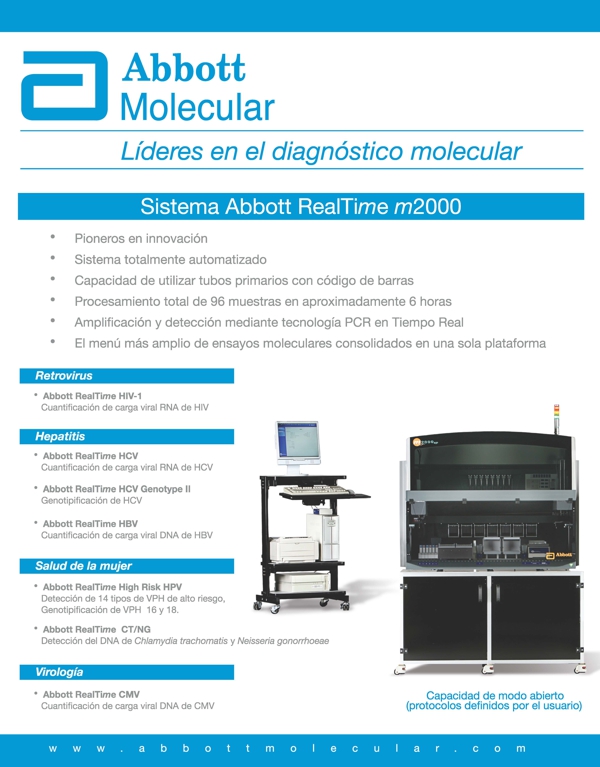 Abbott
Molecular
Líderes en el diagnóstico molecular
Sistema Abbott RealTime m2000
• Pioneros en innovación
• Sistema totalmente automatizado
• Capacidad de utilizar tubos primarios con código de barras
• Procesamiento total de 96 muestras en aproximadamente 6 horas
• Amplificación y detección mediante tecnología PCR en Tiempo Real
• El menú más amplio de ensayos moleculares consolidados en una sola plataforma
Retrovirus
• Abbott RealTime HIV-1
Cuantificación de carga viral RNA de HIV
Hepatitis
• Abbott RealTime HCV
Cuantificación de carga viral RNA de HCV
• Abbott RealTime HCV Genotype II
Genotipificación de HCV
• Abbott RealTime HBV
Cuantificación de carga viral DNA de HBV
Salud de la mujer
• Abbott RealTime High Risk HPV
Detección de 14 tipos de VPH de alto riesgo,
Genotipificación de VPH 16 y 18.
• Abbott RealTime CT/NG
Detección del DNA de Chlamydia trachomatis y Neisseria gonorrhoeae
Virología
• Abbott RealTime CMV
Cuantificación de carga viral DNA de CMV
Abbott
Capacidad de modo abierto
(protocolos definidos por el usuario)
www.abbottmolecular.com